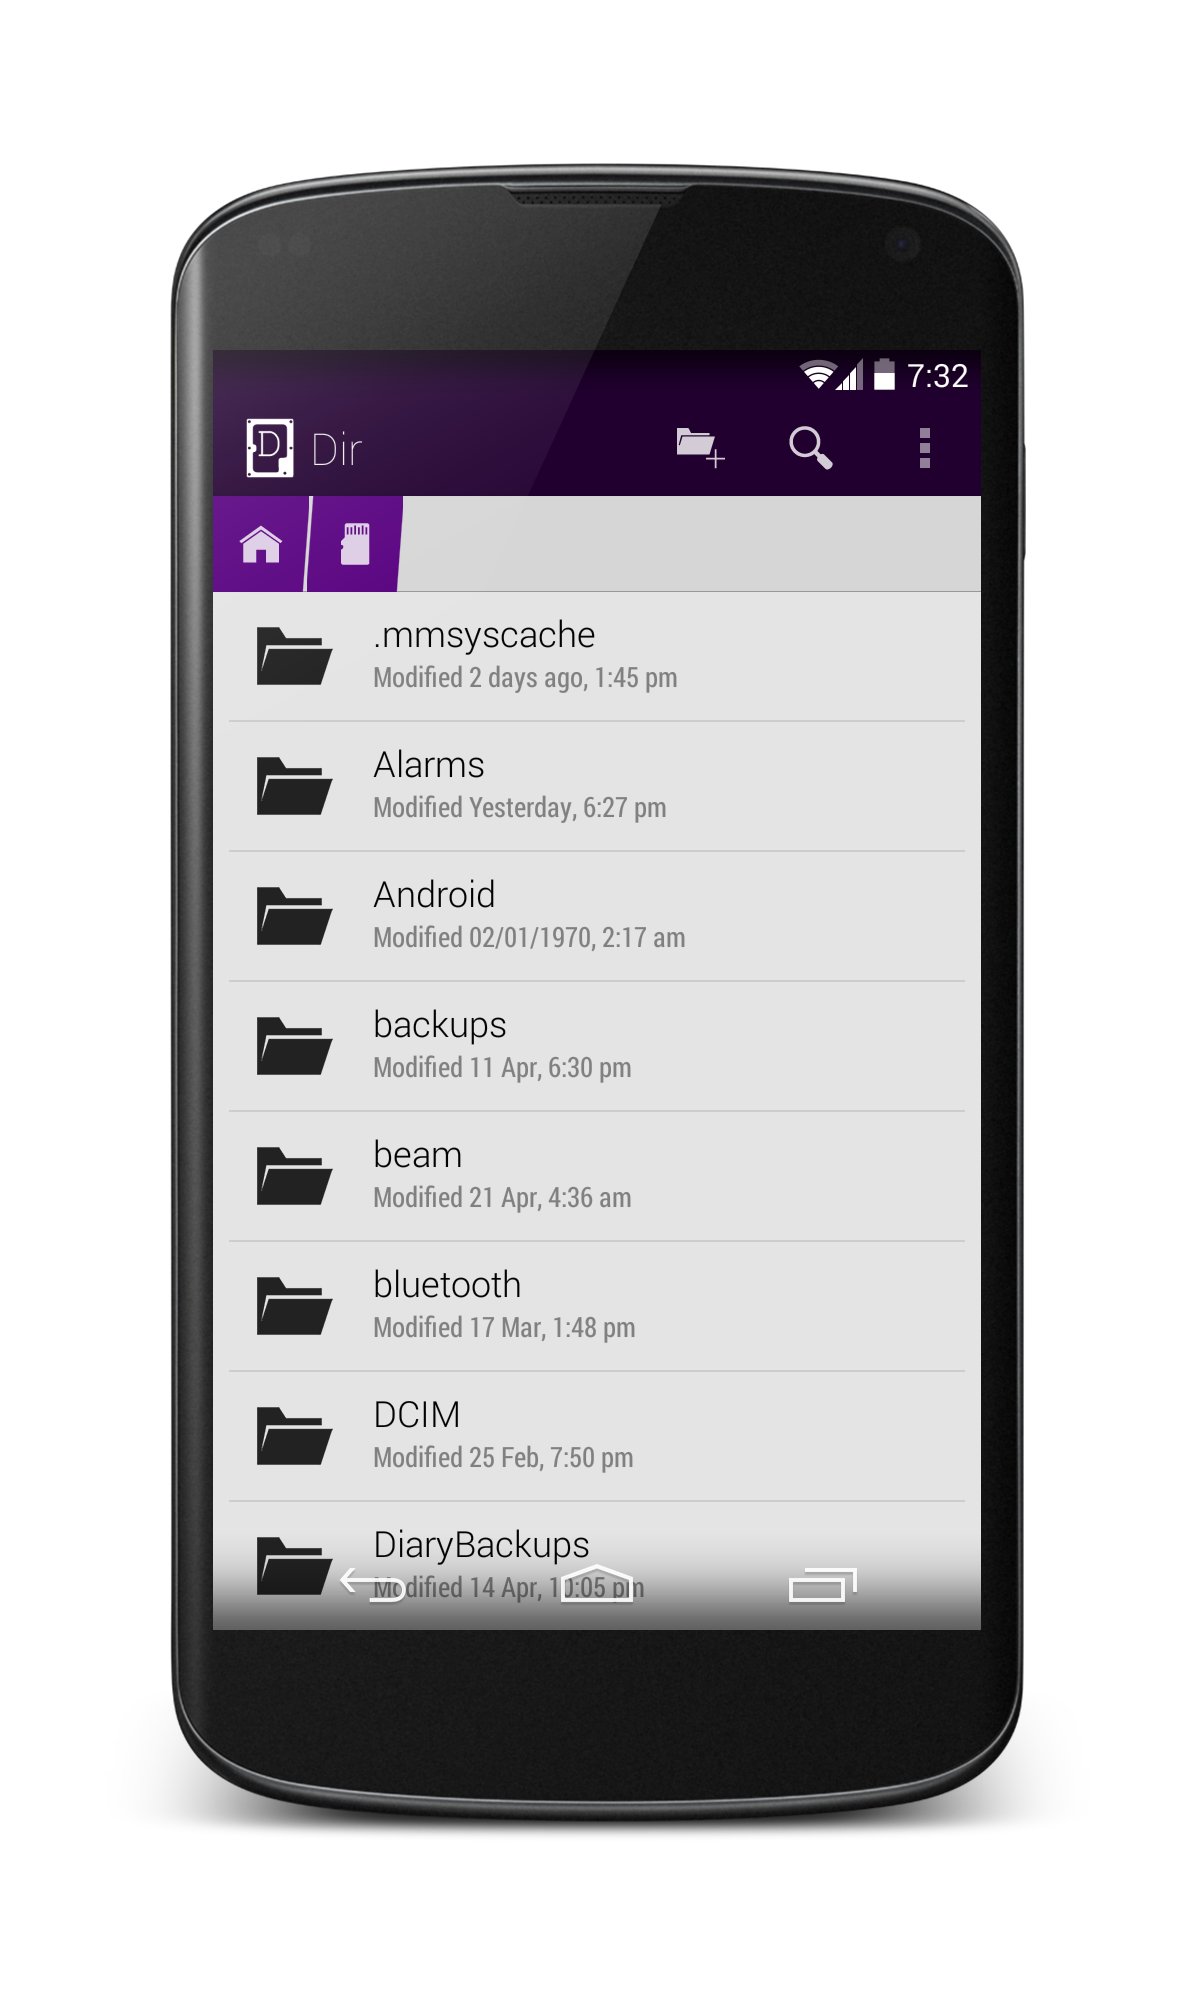 7:32
D
Dir
.mmsyscache
Modified 2 days ago, 1:45 pm
Alarms
Modified Yesterday, 6:27 pm
Android
Modified 02/01/1970, 2:17 am
backups
Modified 11 Apr, 6:30 pm
beam
Modified 21 Apr, 4:36 am
bluetooth
Modified 17 Mar, 1:48 pm
DCIM
Modified 25 Feb, 7:50 pm
DiaryBackups
Modified 14 Apr, 10:05 pm